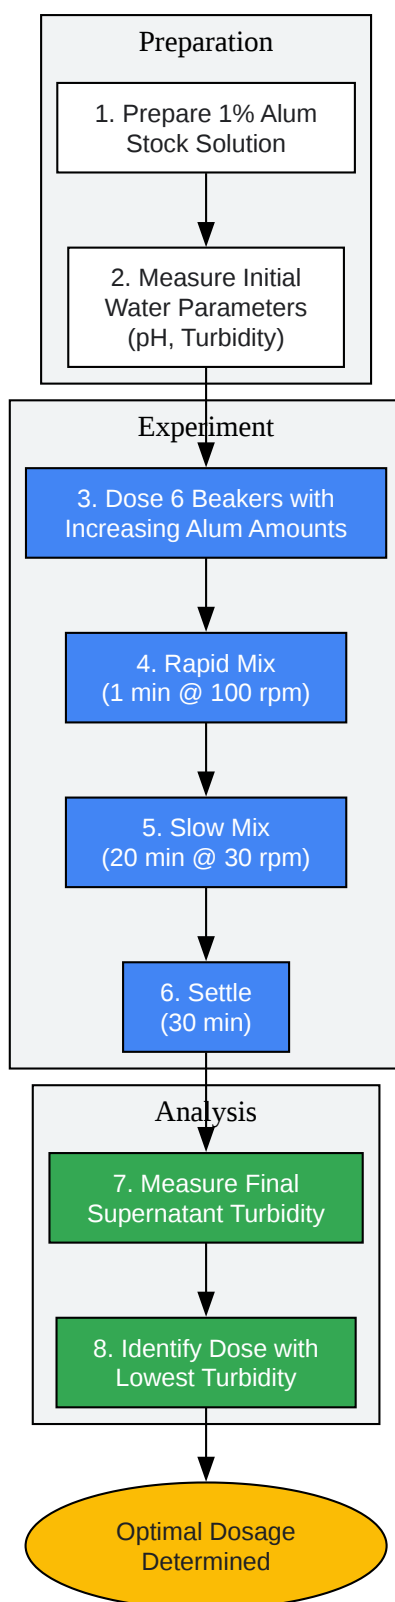 Preparation
1. Prepare 1% Alum
Stock Solution
2. Measure Initial
Water Parameters
(pH, Turbidity)
Experiment
3. Dose 6 Beakers with
Increasing Alum Amounts
4. Rapid Mix
(1 min @ 100 rpm)
5. Slow Mix
(20 min @ 30 rpm)
6. Settle
(30 min)
Analysis
7. Measure Final
Supernatant Turbidity
8. Identify Dose with
Lowest Turbidity
Optimal Dosage
Determined